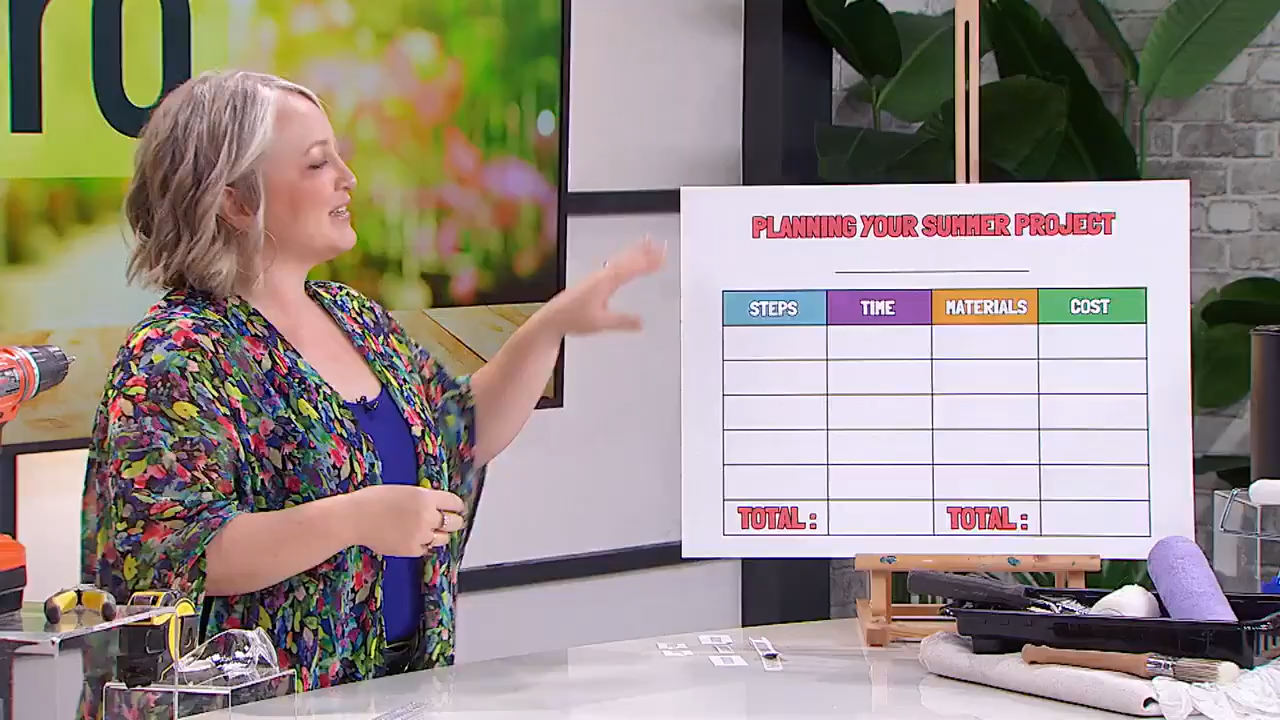 ro
PLANNING YOUR SUMMER PROJECT
STEPS TIME MATERIALS COST
TOTAL: TOTAL: